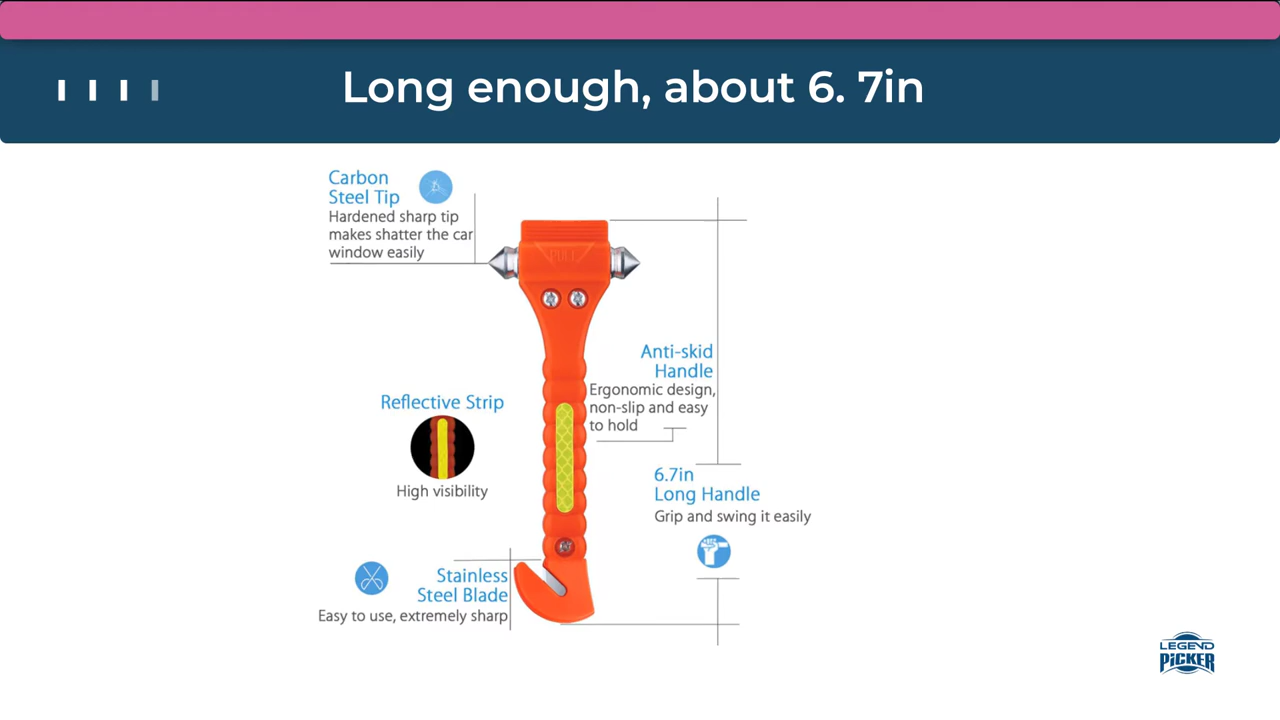 Long enough, about 6. 7in
Carbon
Steel Tip
Hardened sharp tip
makes shatter the car
window easily
PULL
Anti-skid
Handle
Ergonomic design,
non-slip and easy
to hold
Reflective Strip
High visibility
6.7in
Long Handle
Grip and swing it easily
Stainless
Steel Blade
Easy to use, extremely sharp
LEGEND
PiCKER